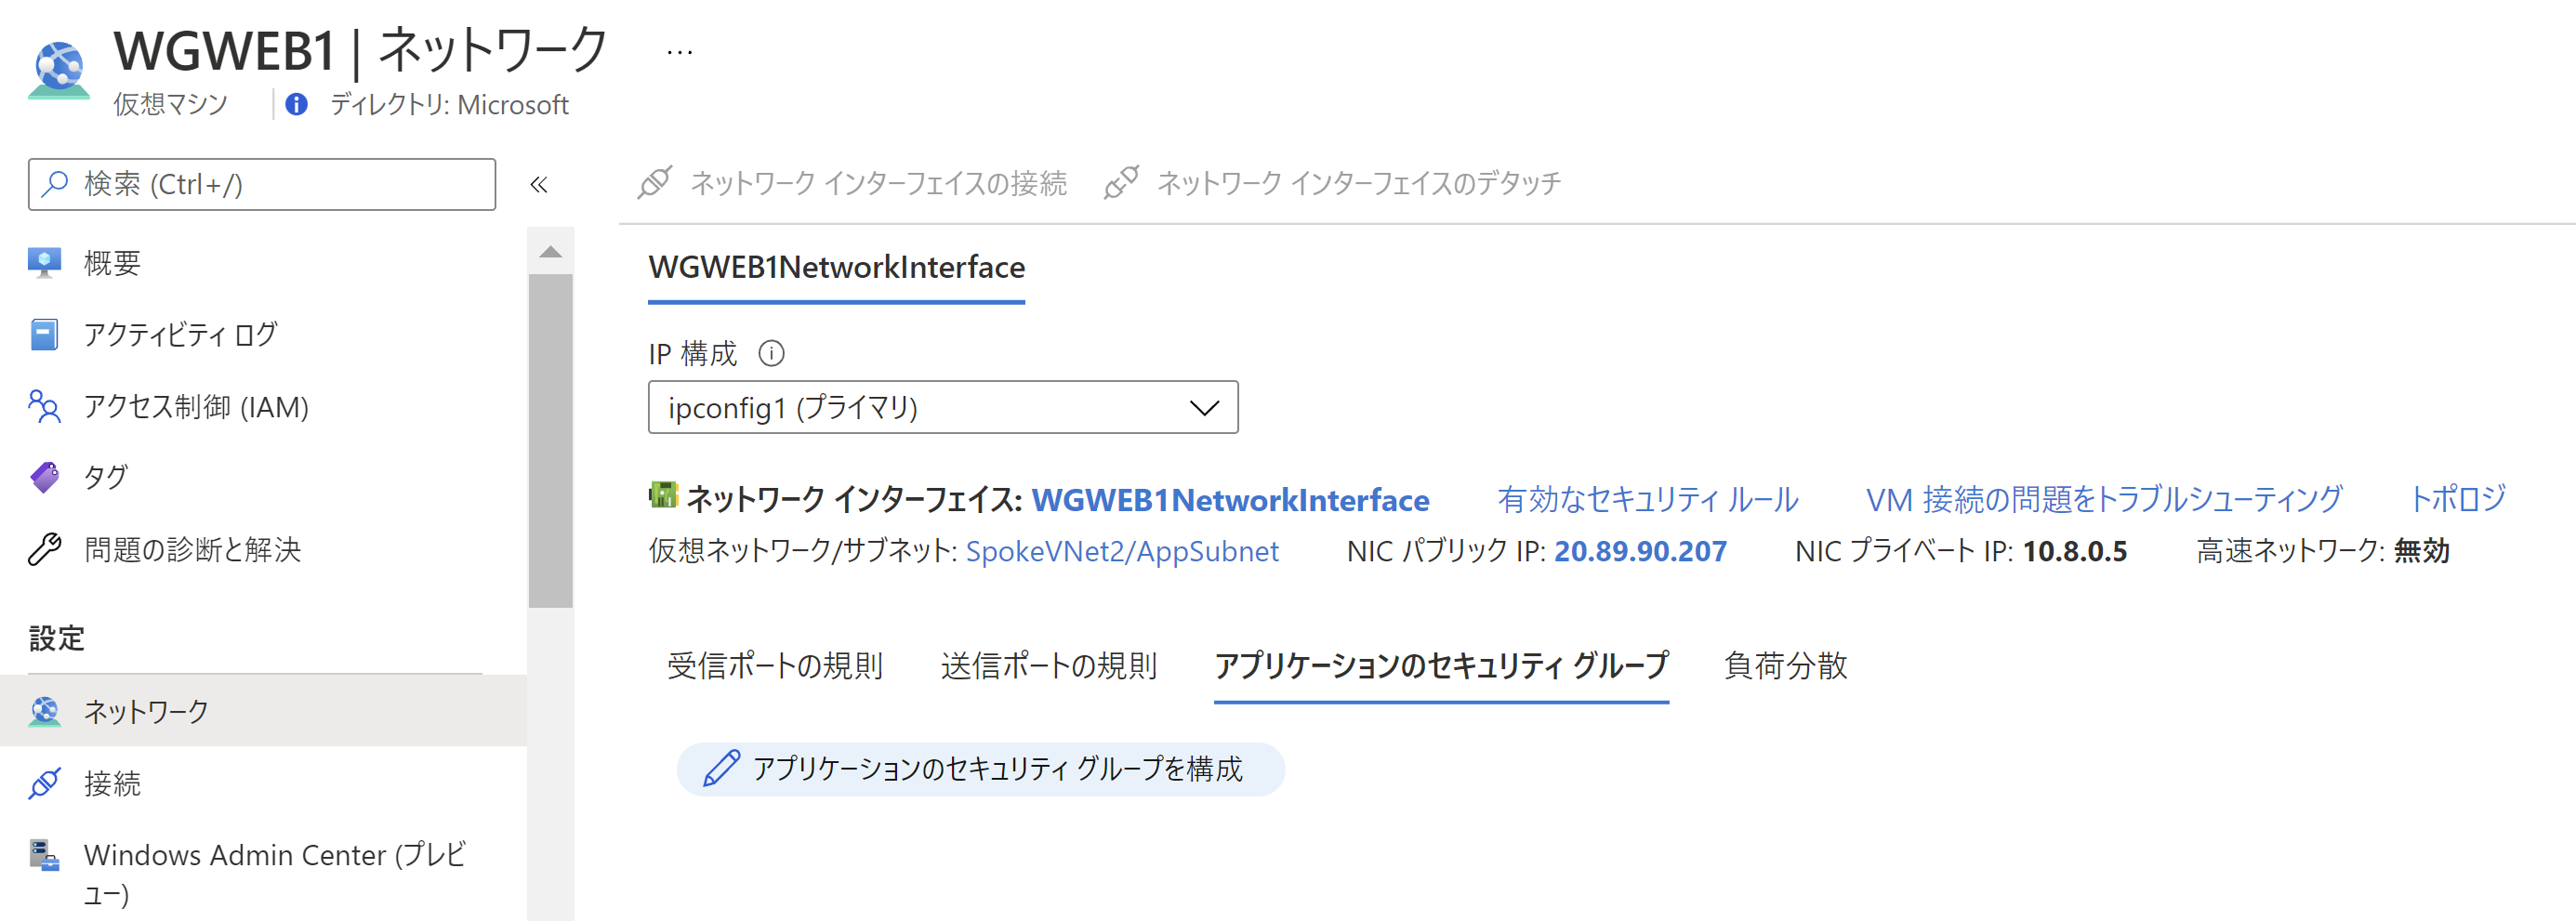 WGWEB1 | ネットワーク ...
仮想マシン ディレクトリ: Microsoft
検索 (Ctrl+/)
«
概要
アクティビティ ログ
アクセス制御 (IAM)
タグ
問題の診断と解決
設定
ネットワーク
接続
Windows Admin Center (プレビ
ュー)
ネットワーク インターフェイスの接続 ネットワーク インターフェイスのデタッチ
WGWEB1NetworkInterface
IP 構成
ipconfig1 (プライマリ)
ネットワーク インターフェイス: WGWEB1NetworkInterface 有効なセキュリティ ルール VM 接続の問題をトラブルシューティング トポロジ
仮想ネットワーク/サブネット: SpokeVNet2/AppSubnet NIC パブリック IP: 20.89.90.207 NIC プライベート IP: 10.8.0.5 高速ネットワーク: 無効
受信ポートの規則 送信ポートの規則 アプリケーションのセキュリティ グループ 負荷分散
アプリケーションのセキュリティ グループを構成